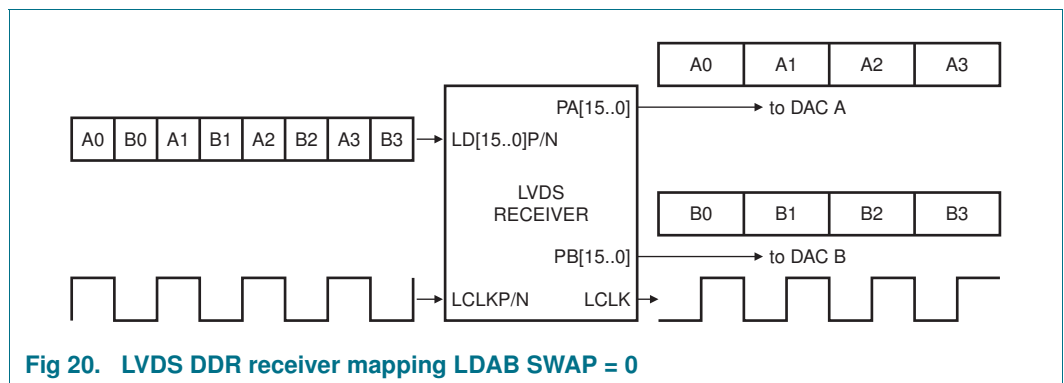 A0 A1 A2 A3
PA[15..0] to DAC A
A0 B0 A1 B1 A2 B2 A3 B3 LD[15..0]P/N
LVDS
RECEIVER
B0 B1 B2 B3
PB[15..0] to DAC B
LCLKP/N LCLK
Fig 20. LVDS DDR receiver mapping LDAB SWAP = 0